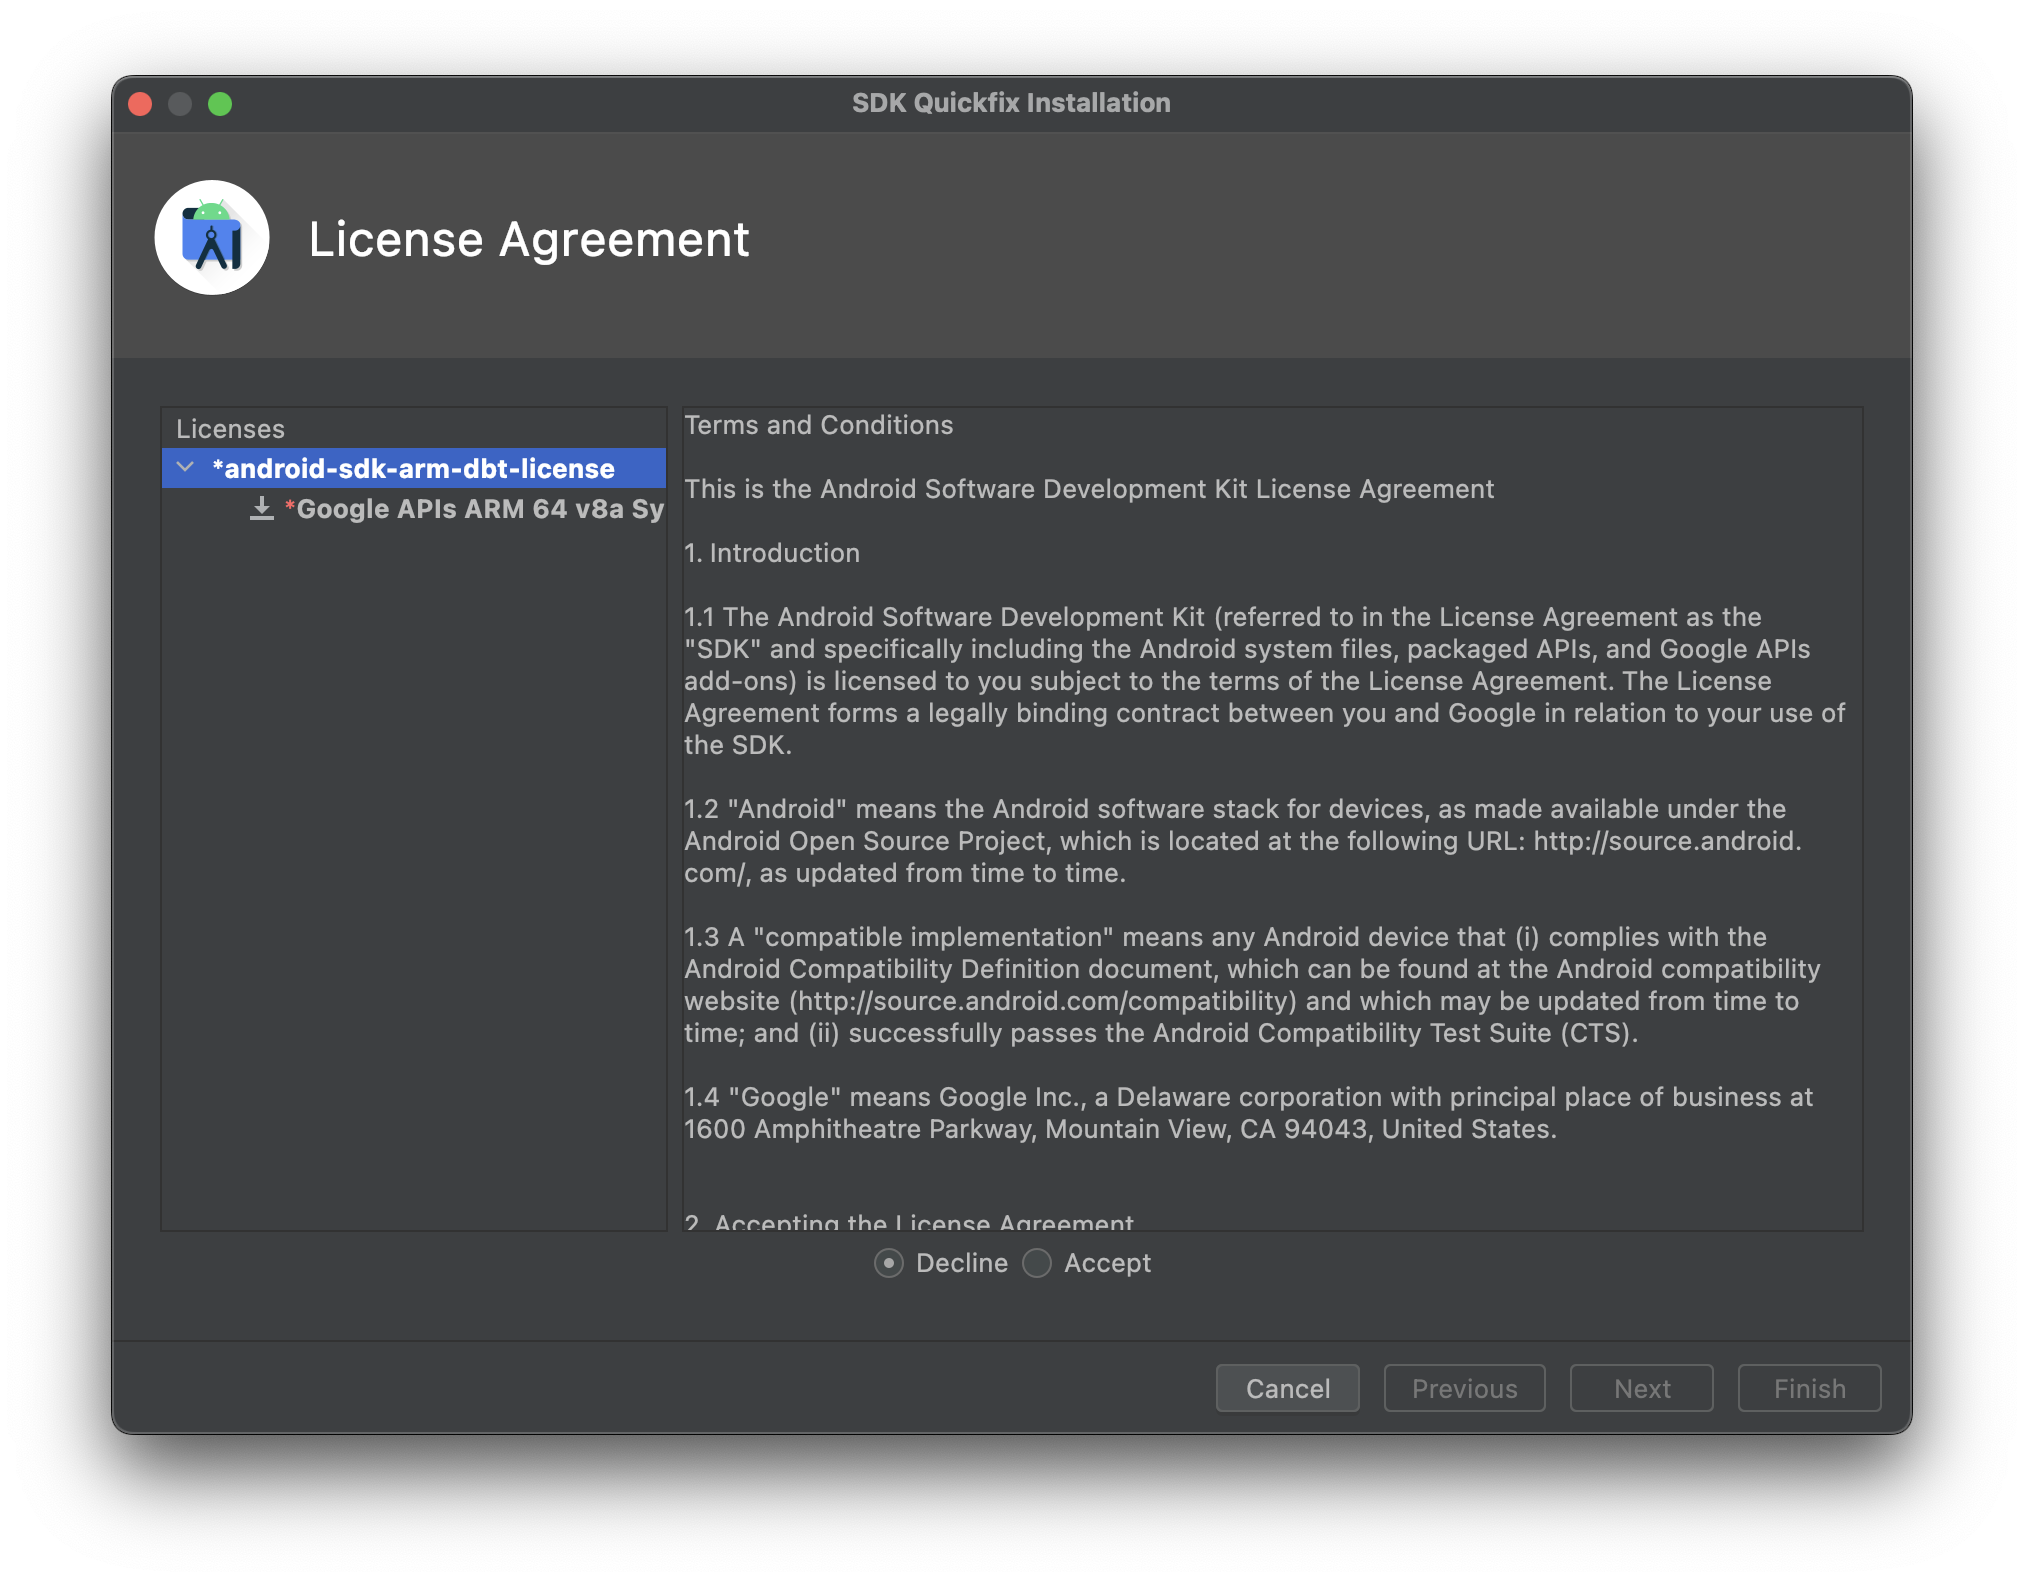 SDK Quickfix Installation
License Agreement
Licenses
*android-sdk-arm-dbt-license
*Google APIs ARM 64 v8a Sy
Terms and Conditions
This is the Android Software Development Kit License Agreement
1. Introduction
1.1 The Android Software Development Kit (referred to in the License Agreement as the
"SDK" and specifically including the Android system files, packaged APIs, and Google APIs
add-ons) is licensed to you subject to the terms of the License Agreement. The License
Agreement forms a legally binding contract between you and Google in relation to your use of
the SDK.
1.2 "Android" means the Android software stack for devices, as made available under the
Android Open Source Project, which is located at the following URL: http://source.android.
com/, as updated from time to time.
1.3 A "compatible implementation" means any Android device that (i) complies with the
Android Compatibility Definition document, which can be found at the Android compatibility
website (http://source.android.com/compatibility) and which may be updated from time to
time; and (ii) successfully passes the Android Compatibility Test Suite (CTS).
1.4 "Google" means Google Inc., a Delaware corporation with principal place of business at
1600 Amphitheatre Parkway, Mountain View, CA 94043, United States.
2. Accepting the License Agreement
Decline Accept
Cancel Previous Next Finish